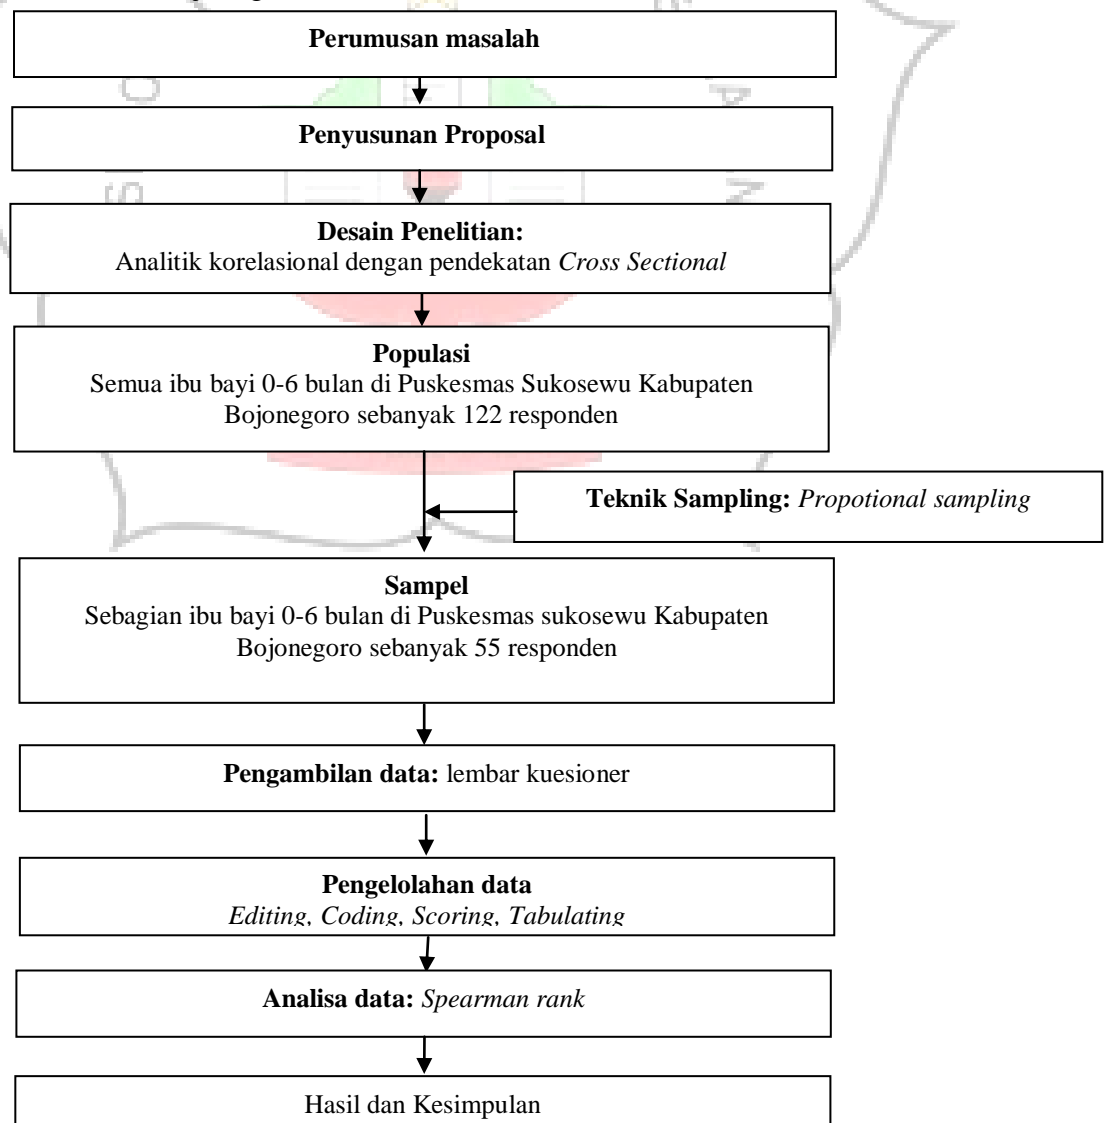 Perumusan masalah
Penyusunan Proposal
Desain Penelitian:
Analitik korelasional dengan pendekatan Cross Sectional
Populasi
Semua ibu bayi 0-6 bulan di Puskesmas Sukosewu Kabupaten
Bojonegoro sebanyak 122 responden
Teknik Sampling: Propotional sampling
Sampel
Sebagian ibu bayi 0-6 bulan di Puskesmas sukosewu Kabupaten
Bojonegoro sebanyak 55 responden
Pengambilan data: lembar kuesioner
Pengelolahan data
Editing, Coding, Scoring, Tabulating
Analisa data: Spearman rank
Hasil dan Kesimpulan